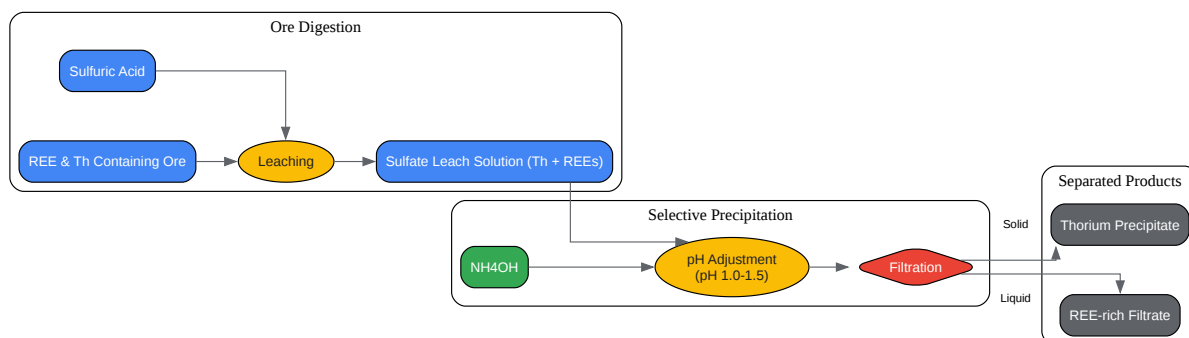 Ore Digestion
Sulfuric Acid
REE & Th Containing Ore
Leaching
Sulfate Leach Solution (Th + REEs)
Selective Precipitation
NH4OH
pH Adjustment
(pH 1.0-1.5)
Filtration
Solid
Liquid
Separated Products
Thorium Precipitate
REE-rich Filtrate